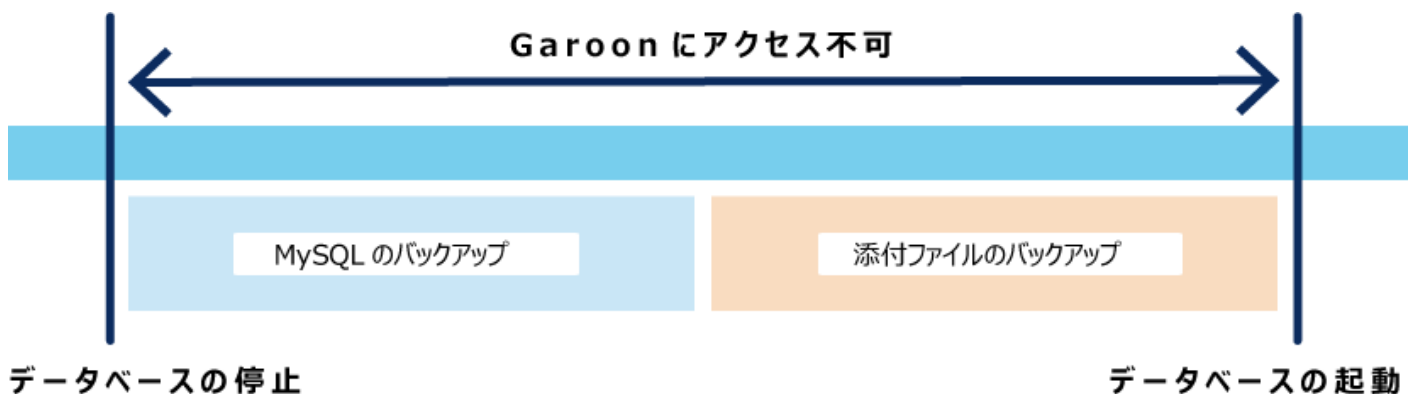 Garoon にアクセス不可
MySQL のバックアップ
添付ファイルのバックアップ
データベースの停止
データベースの起動